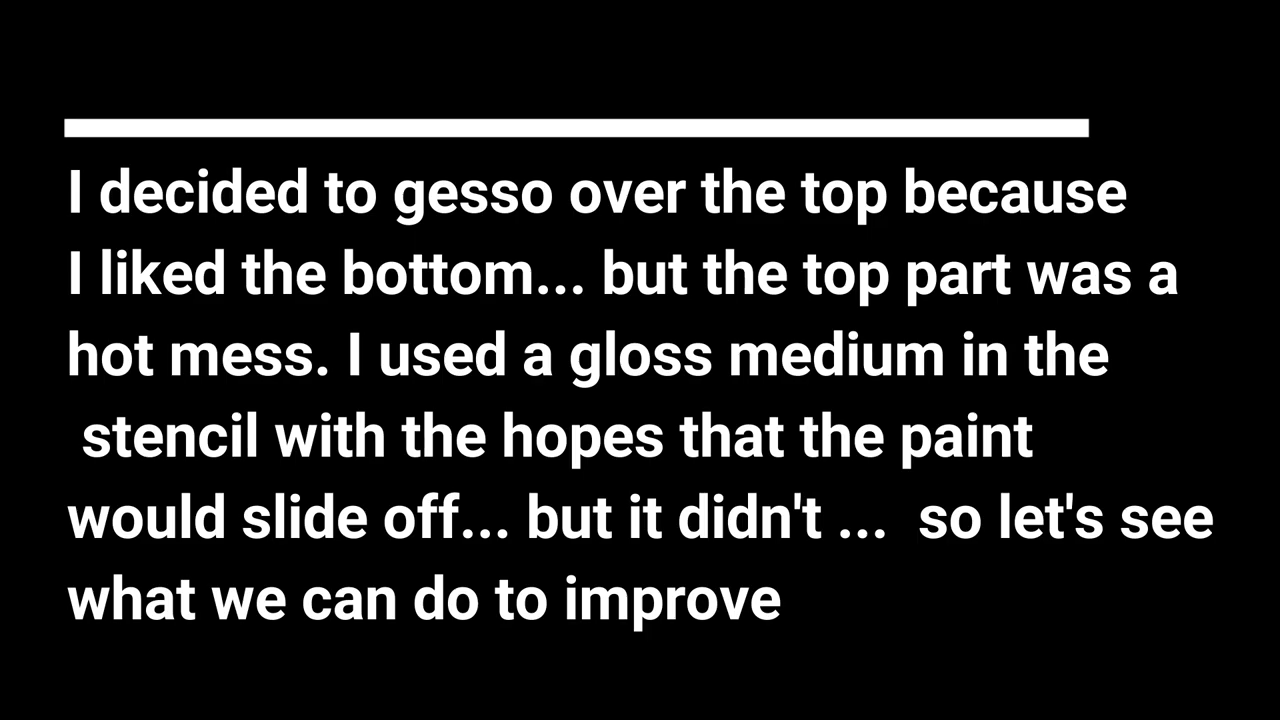 I decided to gesso over the top because
I liked the bottom... but the top part was a
hot mess. I used a gloss medium in the
stencil with the hopes that the paint
would slide off... but it didn't ...  so let's see
what we can do to improve